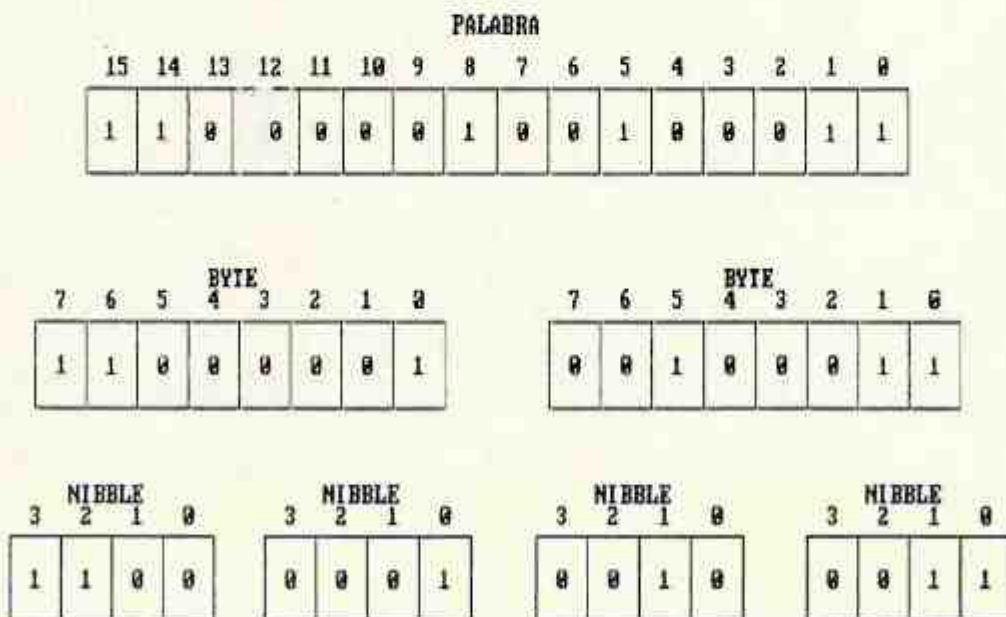 PALABRA
15 14 13 12 11 10 9 8 7 6 5 4 3 2 1 0
1 1 0 0 0 0 0 1 0 0 1 0 0 0 1 1
BYTE BYTE
7 6 5 4 3 2 1 0 7 6 5 4 3 2 1 0
1 1 0 0 0 0 0 1 0 0 1 0 0 0 1 1
NIBBLE NIBBLE NIBBLE NIBBLE
3 2 1 0 3 2 1 0 3 2 1 0 3 2 1 0
1 1 0 0 0 0 0 1 0 0 1 0 0 0 1 1